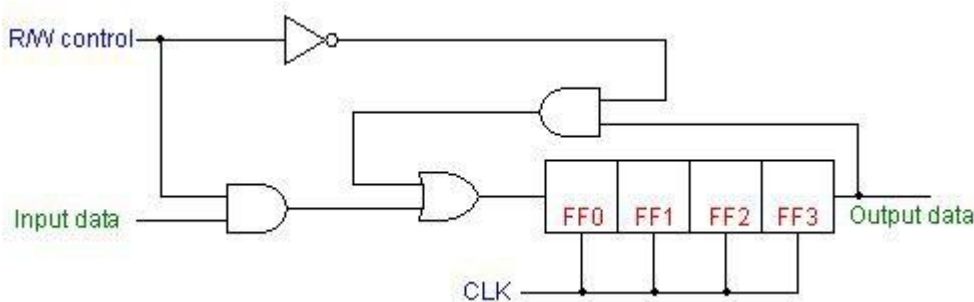 R/W control
Input data
FF0 FF1 FF2 FF3
Output data
CLK